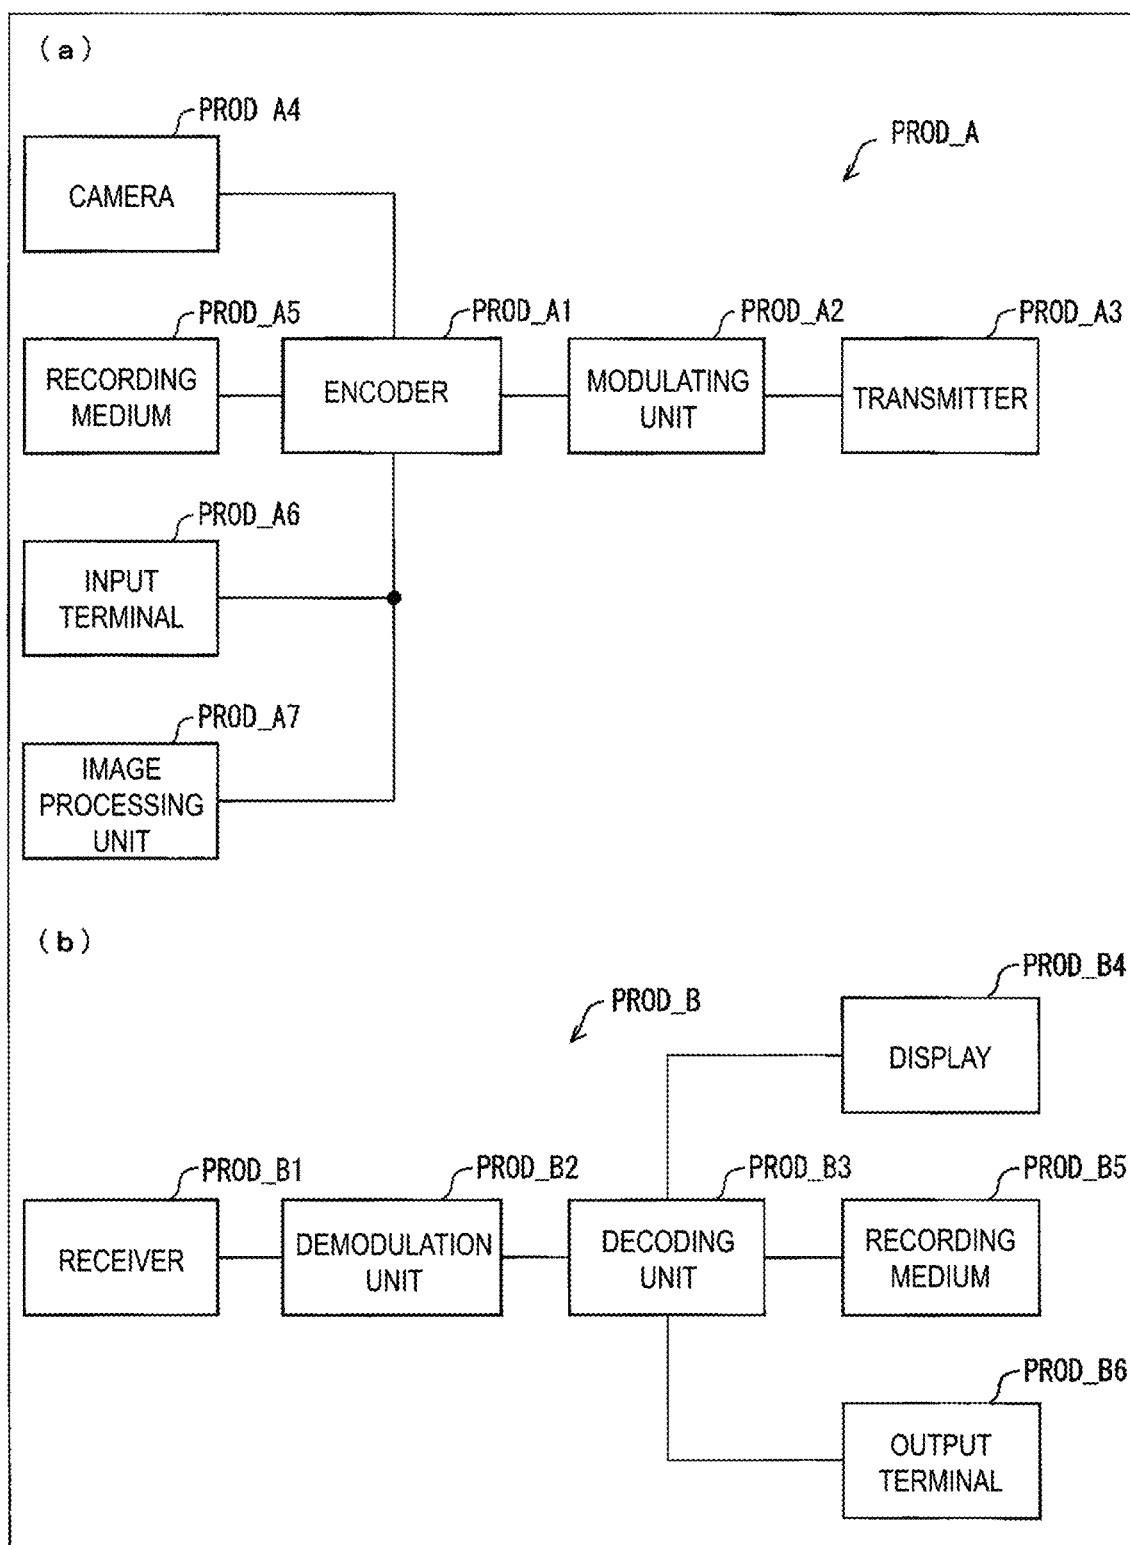 (a)
PROD A4
CAMERA
PROD_A
PROD_A5
RECORDING
MEDIUM
PROD_A1
ENCODER
PROD_A2
MODULATING
UNIT
PROD_A3
TRANSMITTER
PROD_A6
INPUT
TERMINAL
PROD_A7
IMAGE
PROCESSING
UNIT
(b)
PROD_B
PROD_B4
DISPLAY
PROD_B1
RECEIVER
PROD_B2
DEMODULATION
UNIT
PROD_B3
DECODING
UNIT
PROD_B5
RECORDING
MEDIUM
PROD_B6
OUTPUT
TERMINAL